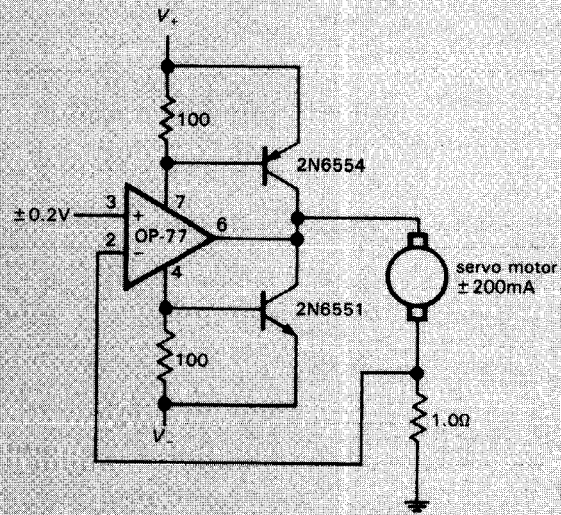 V+
100
2N6554
3
7
±0.2V
+
6
OP-77
2
−
4
servo motor
±200mA
2N6551
100
1.0Ω
V−